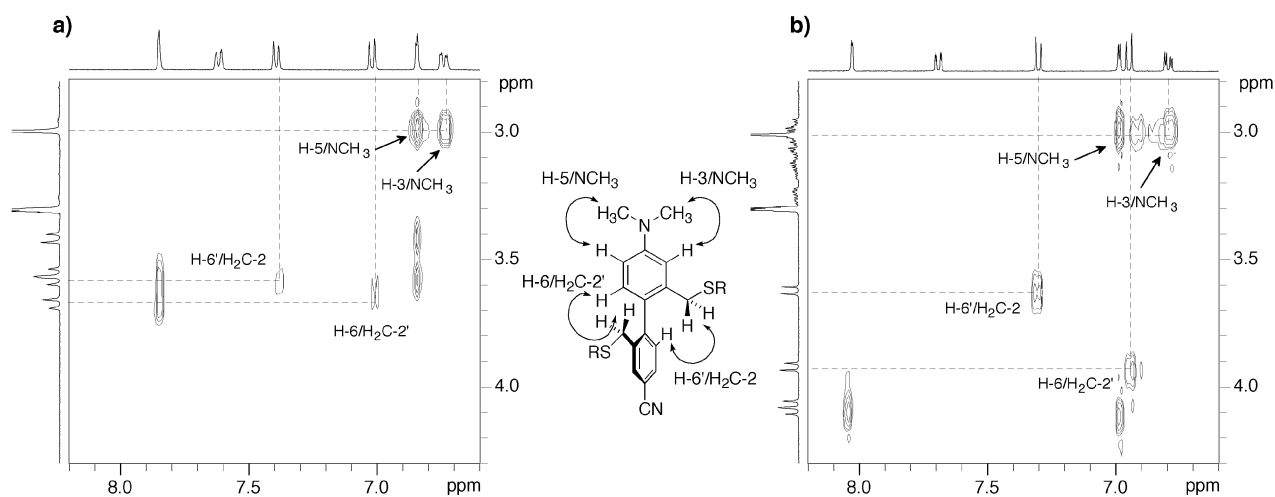 a)
ppm
3.0
H-5/NCH3
H-3/NCH3
3.5
H-6'/H2C-2
H-6/H2C-2'
4.0
8.0
7.5
7.0
ppm
H-5/NCH3
H-3/NCH3
H3C
CH3
N
H
H
H-6/H2C-2'
H
SR
H
H
H
H
H
RS
H-6'/H2C-2
CN
b)
ppm
3.0
H-5/NCH3
H-3/NCH3
3.5
H-6'/H2C-2
H-6/H2C-2'
4.0
8.0
7.5
7.0
ppm